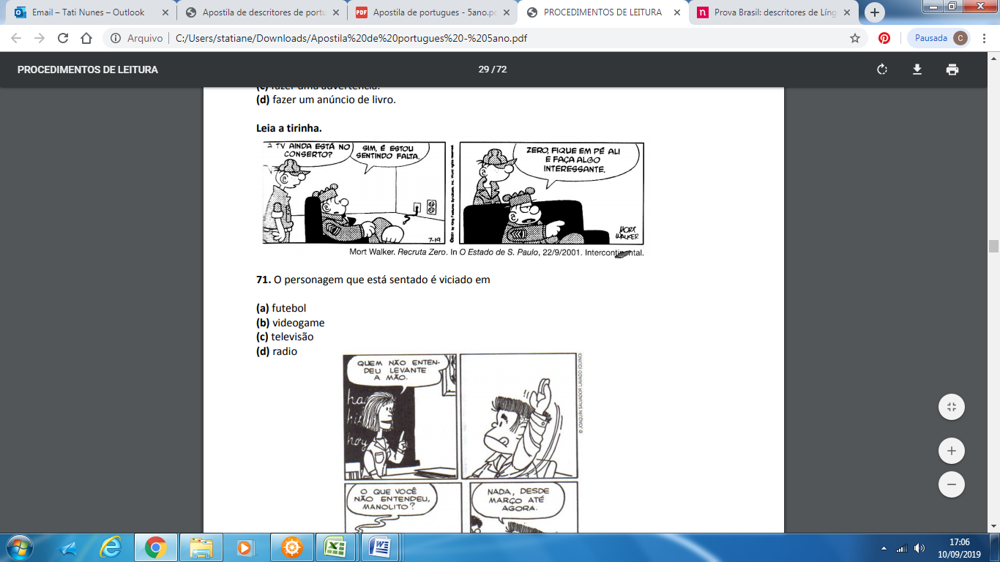 Email – Tati Nunes – Outlook
Apostila de descritores de portu
Apostila de portugues - 5ano.pd
PROCEDIMENTOS DE LEITURA
Prova Brasil: descritores de Líng
Arquivo
C:/Users/statiane/Downloads/Apostila%20de%20portugues%20-%205ano.pdf
Pausada
C
PROCEDIMENTOS DE LEITURA
29 / 72
(c) fazer uma advertência.
(d) fazer um anúncio de livro.
Leia a tirinha.
A TV AINDA ESTÁ NO
CONSERTO?
SIM, E ESTOU
SENTINDO FALTA.
7-19
ZERO, FIQUE EM PÉ ALI
E FAÇA ALGO
INTERESSANTE.
MORT
WALKER
Mort Walker. Recruta Zero. In O Estado de S. Paulo, 22/9/2001. Intercontinental.
71. O personagem que está sentado é viciado em
(a) futebol
(b) videogame
(c) televisão
(d) radio
QUEM NÃO ENTEN-
DEU LEVANTE
A MÃO.
© JOAQUÍN SALVADOR LAVADO (QUINO)
O QUE VOCÊ
NÃO ENTENDEU,
MANOLITO?
NADA, DESDE
MARÇO ATÉ
AGORA.
17:06
10/09/2019